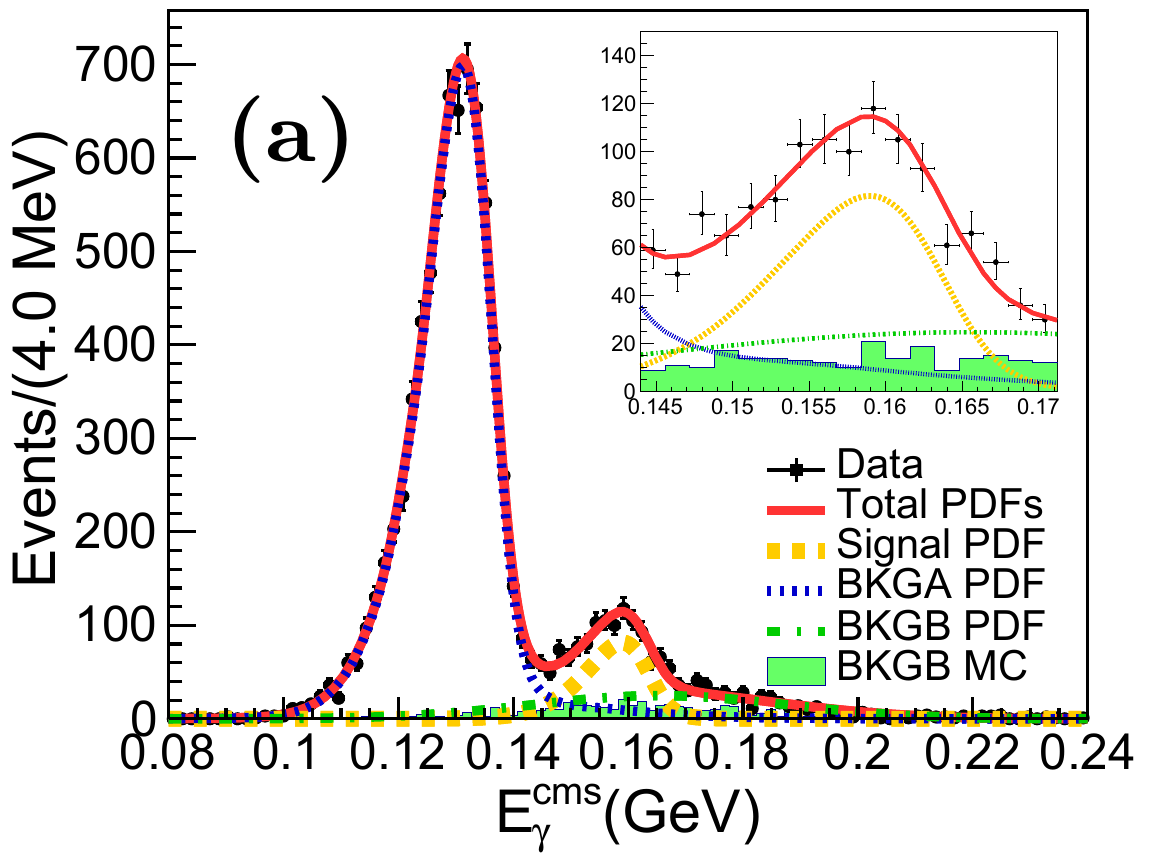 (a)
Events/(4.0 MeV)
700
600
500
400
300
200
100
0
0.08 0.1 0.12 0.14 0.16 0.18 0.2 0.22 0.24
E_γ^cms(GeV)
140
120
100
80
60
40
20
0
0.145 0.15 0.155 0.16 0.165 0.17
Data
Total PDFs
Signal PDF
BKGA PDF
BKGB PDF
BKGB MC